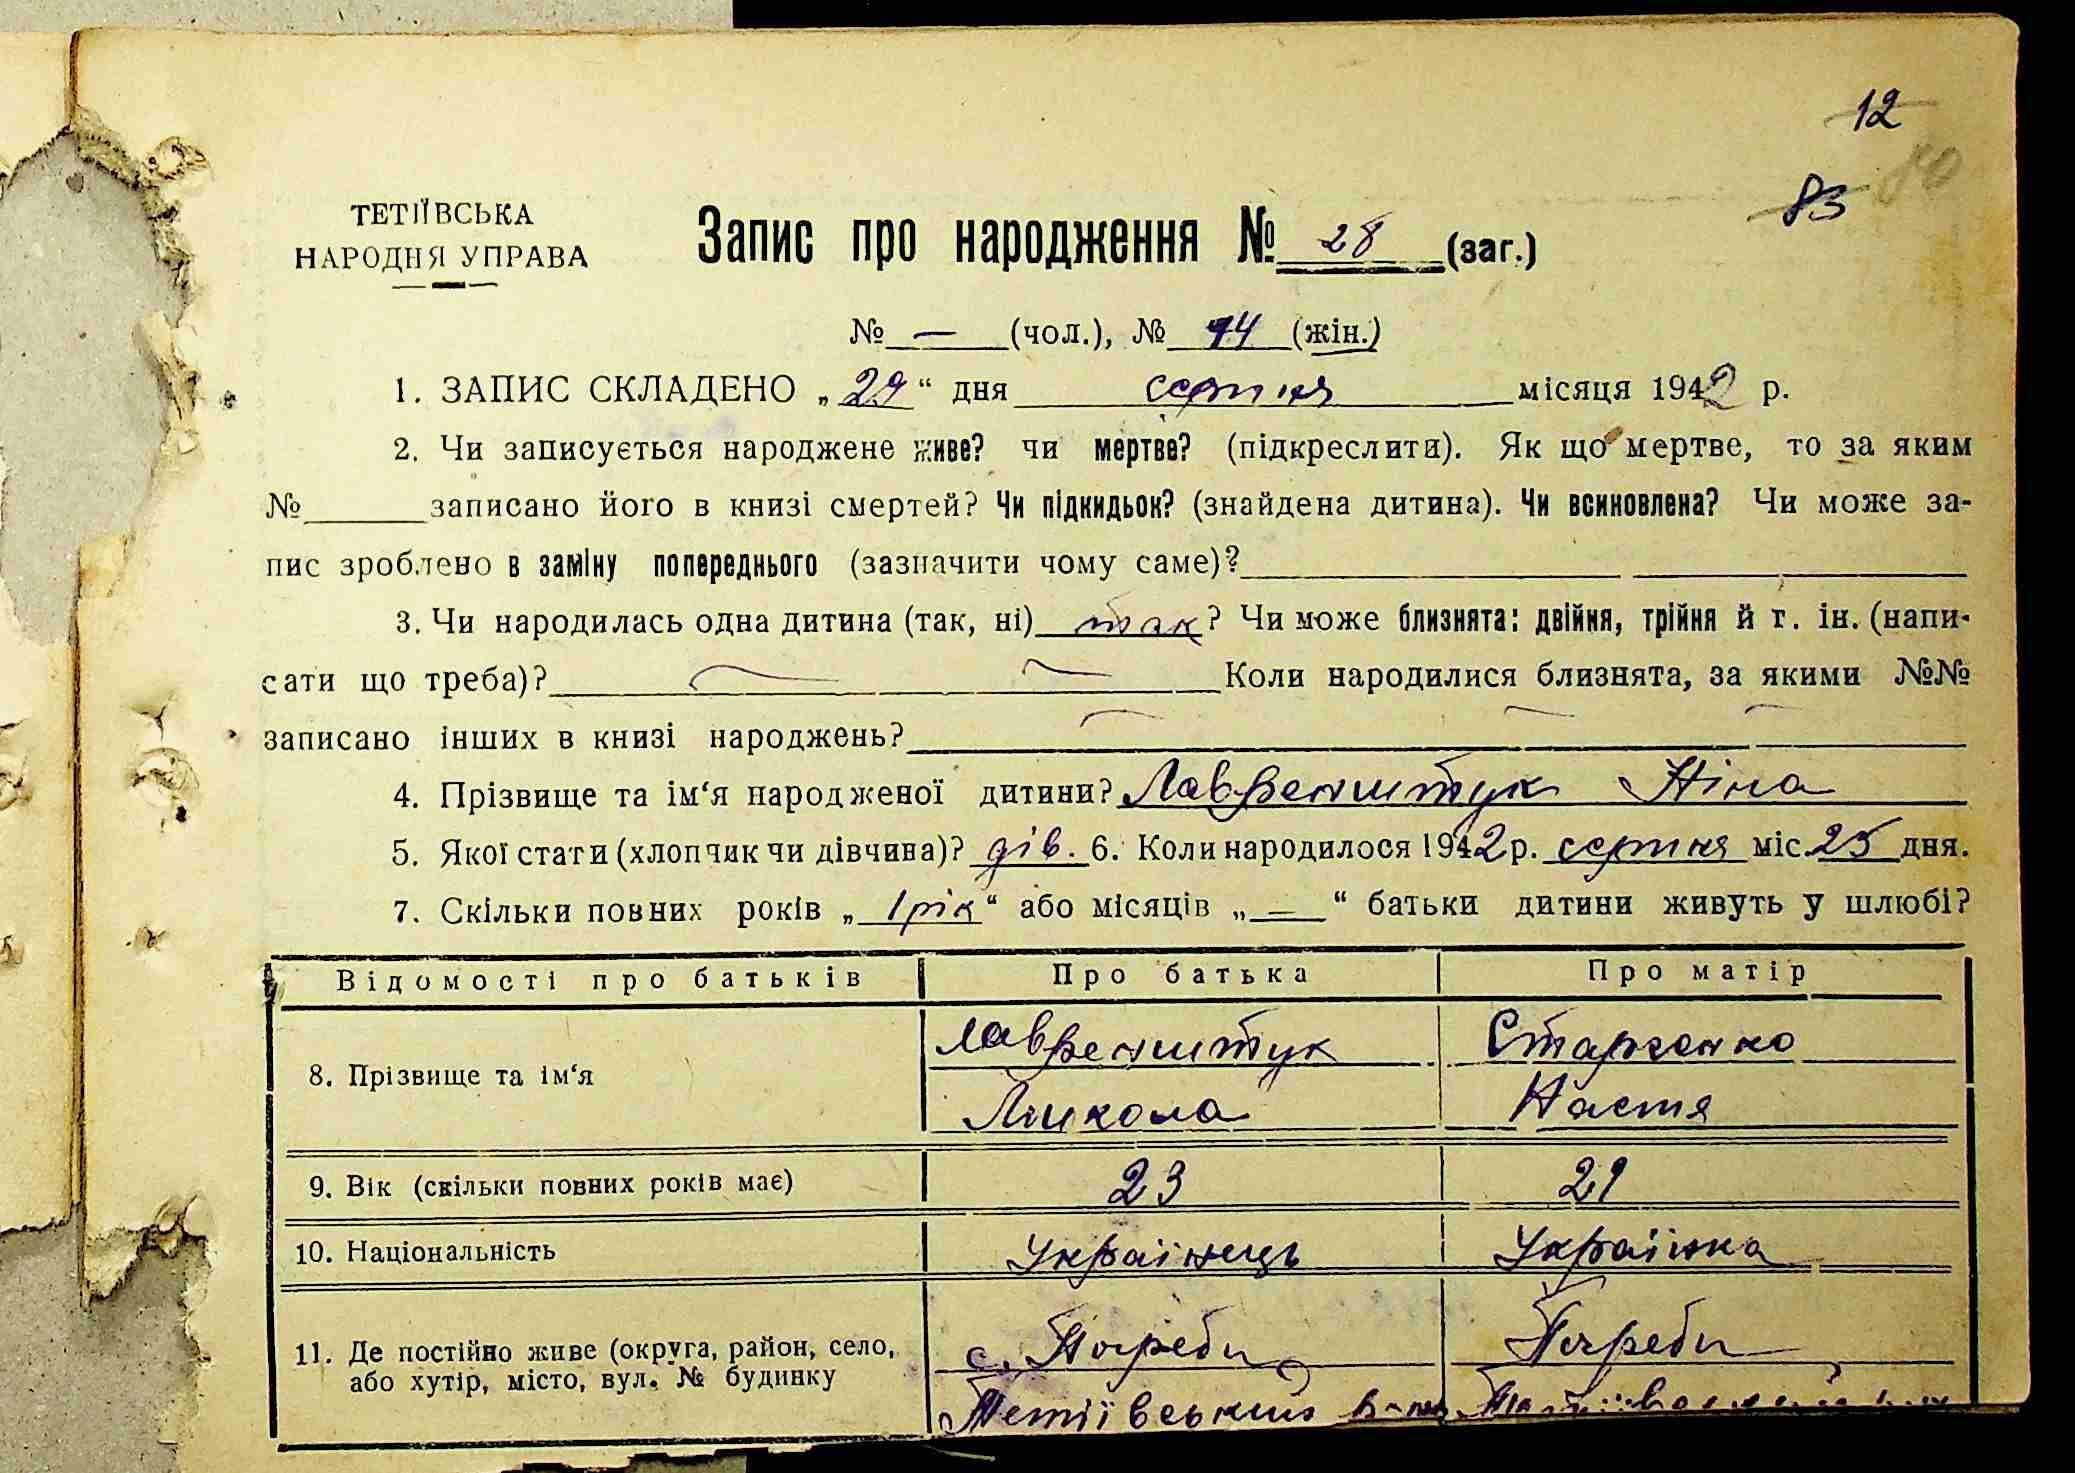 12
83 80
ТЕТІЇВСЬКА
НАРОДНЯ УПРАВА
Запис про народження № 28 (заг.)
№ — (чол.), № 14 (жін.)
1. ЗАПИС СКЛАДЕНО „29“ дня серпня місяця 1942 р.
2. Чи записується народжене живе? чи мертве? (підкреслити). Як що мертве, то за яким
№ записано його в книзі смертей? Чи підкидьок? (знайдена дитина). Чи всиновлена? Чи може за-
пис зроблено в заміну попереднього (зазначити чому саме)?
3. Чи народилась одна дитина (так, ні) так? Чи може близнята: двійня, трійня й т. ін. (напи-
сати що треба)? — — Коли народилися близнята, за якими №№
записано інших в книзі народжень? — — —
4. Прізвище та ім‘я народженої дитини? Лавренштук Ніна
5. Якої стати (хлопчик чи дівчина)? дів. 6. Коли народилося 1942 р. серпня міс. 25 дня.
7. Скільки повних років „1 рік“ або місяців „—“ батьки дитини живуть у шлюбі?
Відомості про батьків Про батька Про матір
8. Прізвище та ім‘я Лавренштук Старченко
Микола Настя
9. Вік (скільки повних років має) 23 21
10. Національність Українець Українка
11. Де постійно живе (округа, район, село, с. Погреби Погреби
або хутір, місто, вул. № будинку Тетіївський